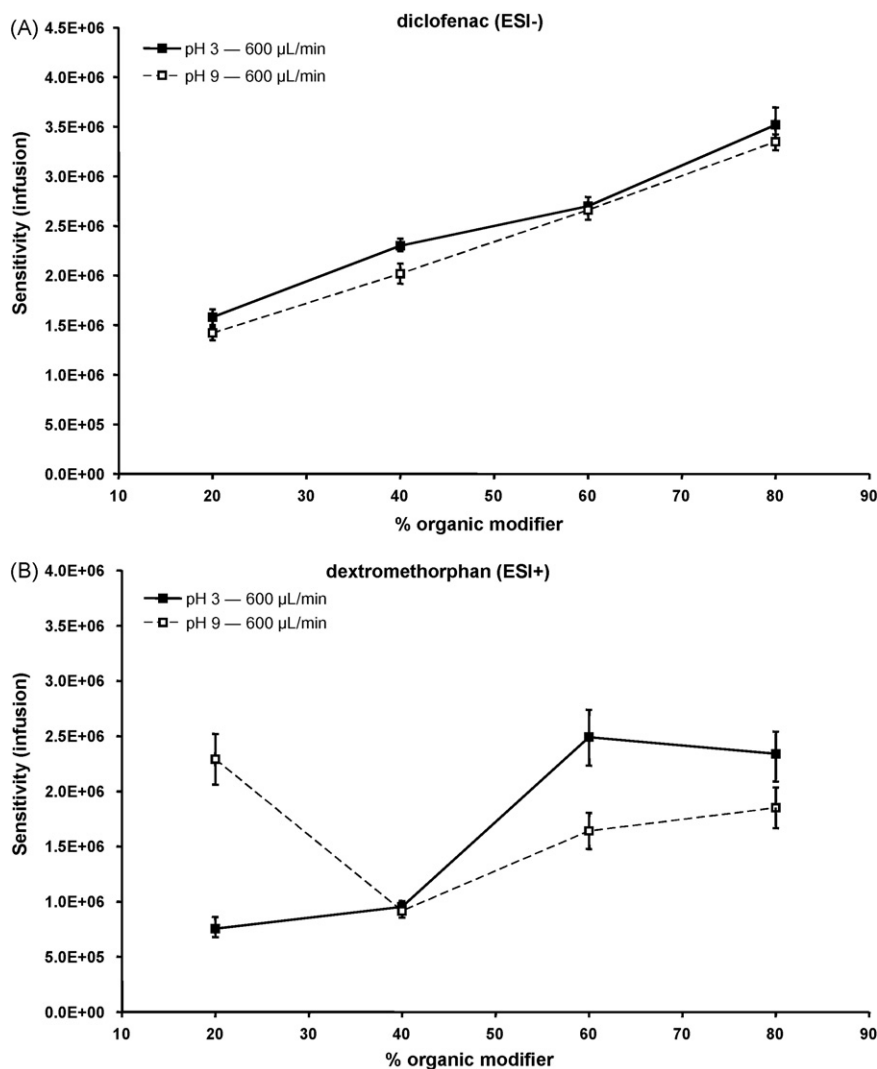 (A)
diclofenac (ESI-)
pH 3 — 600 µL/min
pH 9 — 600 µL/min
Sensitivity (infusion)
4.5E+06
4.0E+06
3.5E+06
3.0E+06
2.5E+06
2.0E+06
1.5E+06
1.0E+06
5.0E+05
0.0E+00
10 20 30 40 50 60 70 80 90
% organic modifier
(B)
dextromethorphan (ESI+)
pH 3 — 600 µL/min
pH 9 — 600 µL/min
Sensitivity (infusion)
4.0E+06
3.5E+06
3.0E+06
2.5E+06
2.0E+06
1.5E+06
1.0E+06
5.0E+05
0.0E+00
10 20 30 40 50 60 70 80 90
% organic modifier